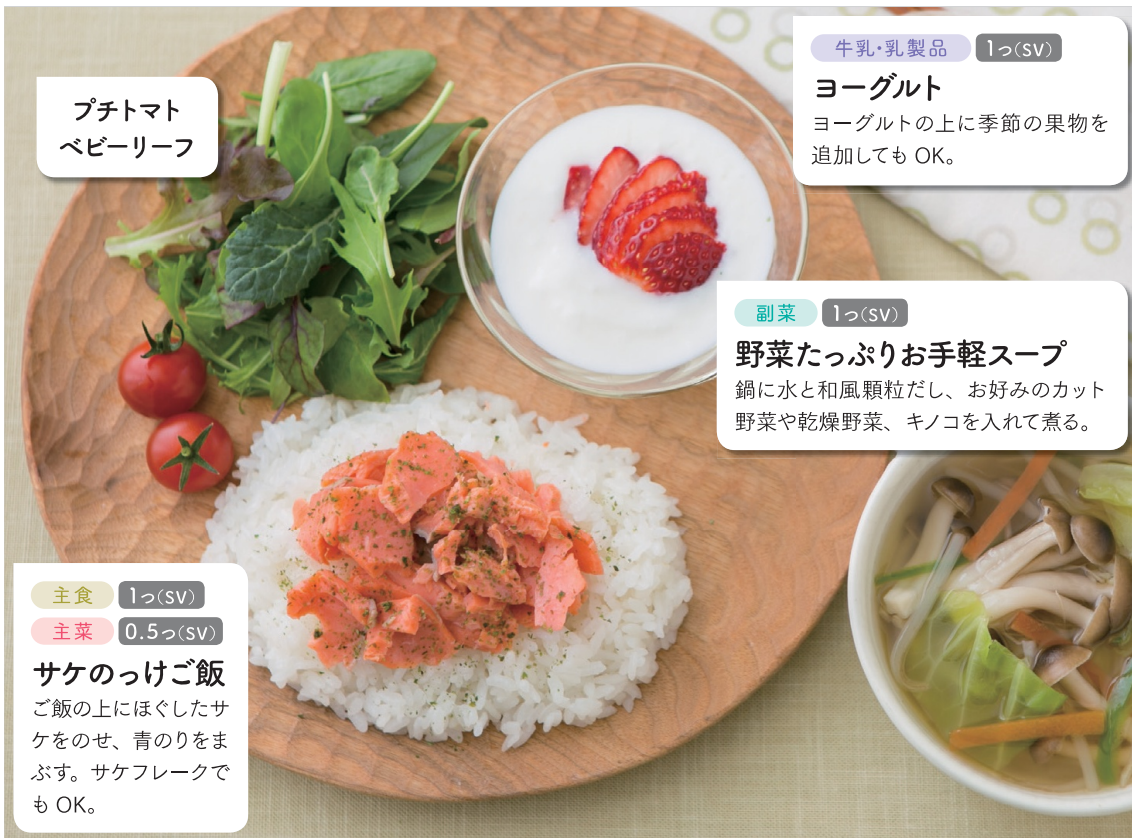 プチトマト
ベビーリーフ
牛乳・乳製品 1つ(SV)
ヨーグルト
ヨーグルトの上に季節の果物を
追加しても OK。
副菜 1つ(SV)
野菜たっぷりお手軽スープ
鍋に水と和風顆粒だし、お好みのカット
野菜や乾燥野菜、キノコを入れて煮る。
主食 1つ(SV)
主菜 0.5つ(SV)
サケのっけご飯
ご飯の上にほぐしたサ
ケをのせ、青のりをま
ぶす。サケフレークで
も OK。